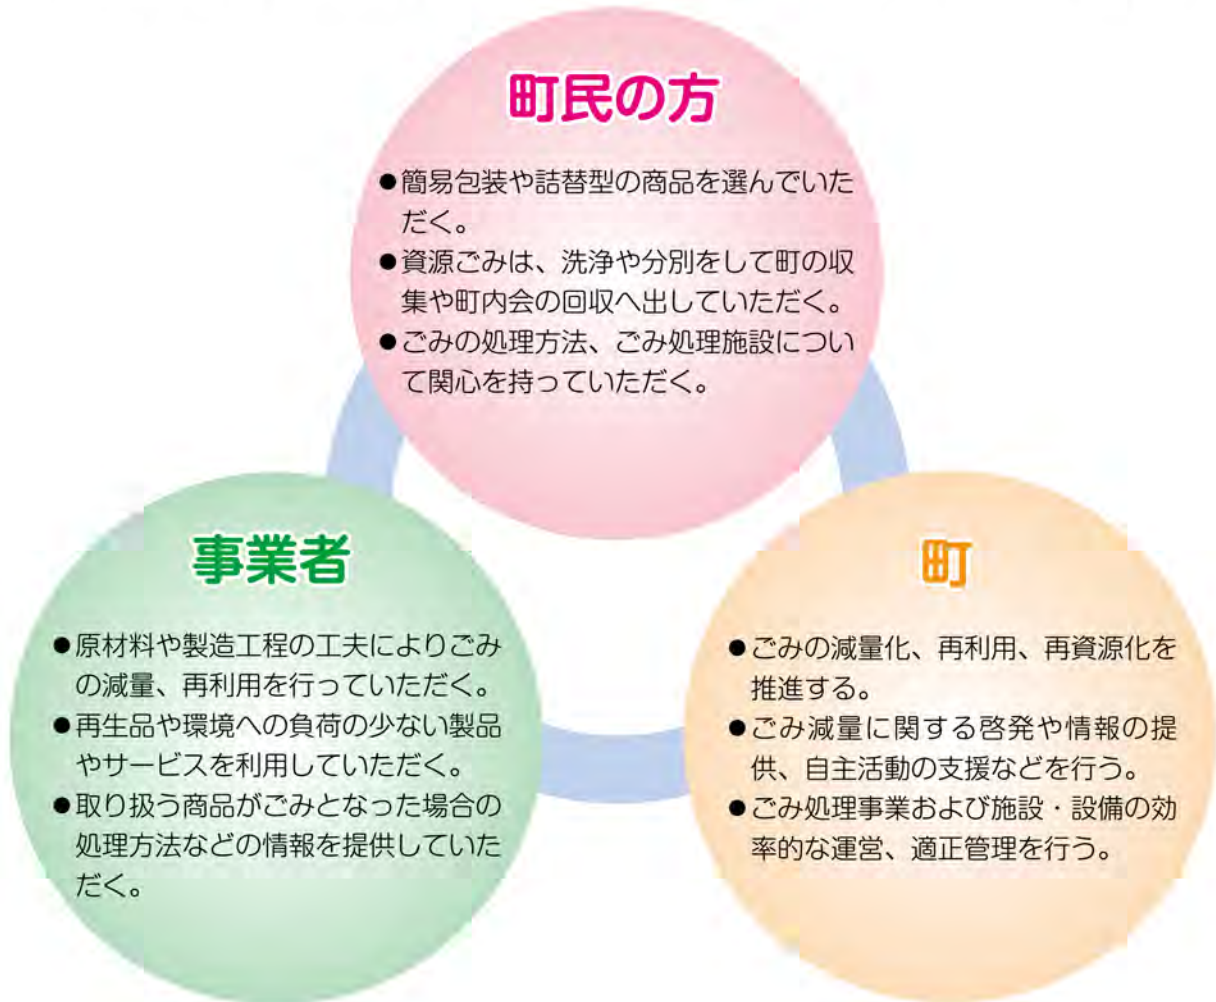 町民の方
●簡易包装や詰替型の商品を選んでいた
だく。
●資源ごみは、洗浄や分別をして町の収
集や町内会の回収へ出していただく。
●ごみの処理方法、ごみ処理施設につい
て関心を持っていただく。
事業者
●原材料や製造工程の工夫によりごみ
の減量、再利用を行っていただく。
●再生品や環境への負荷の少ない製品
やサービスを利用していただく。
●取り扱う商品がごみとなった場合の
処理方法などの情報を提供していた
だく。
町
●ごみの減量化、再利用、再資源化を
推進する。
●ごみ減量に関する啓発や情報の提
供、自主活動の支援などを行う。
●ごみ処理事業および施設・設備の効
率的な運営、適正管理を行う。